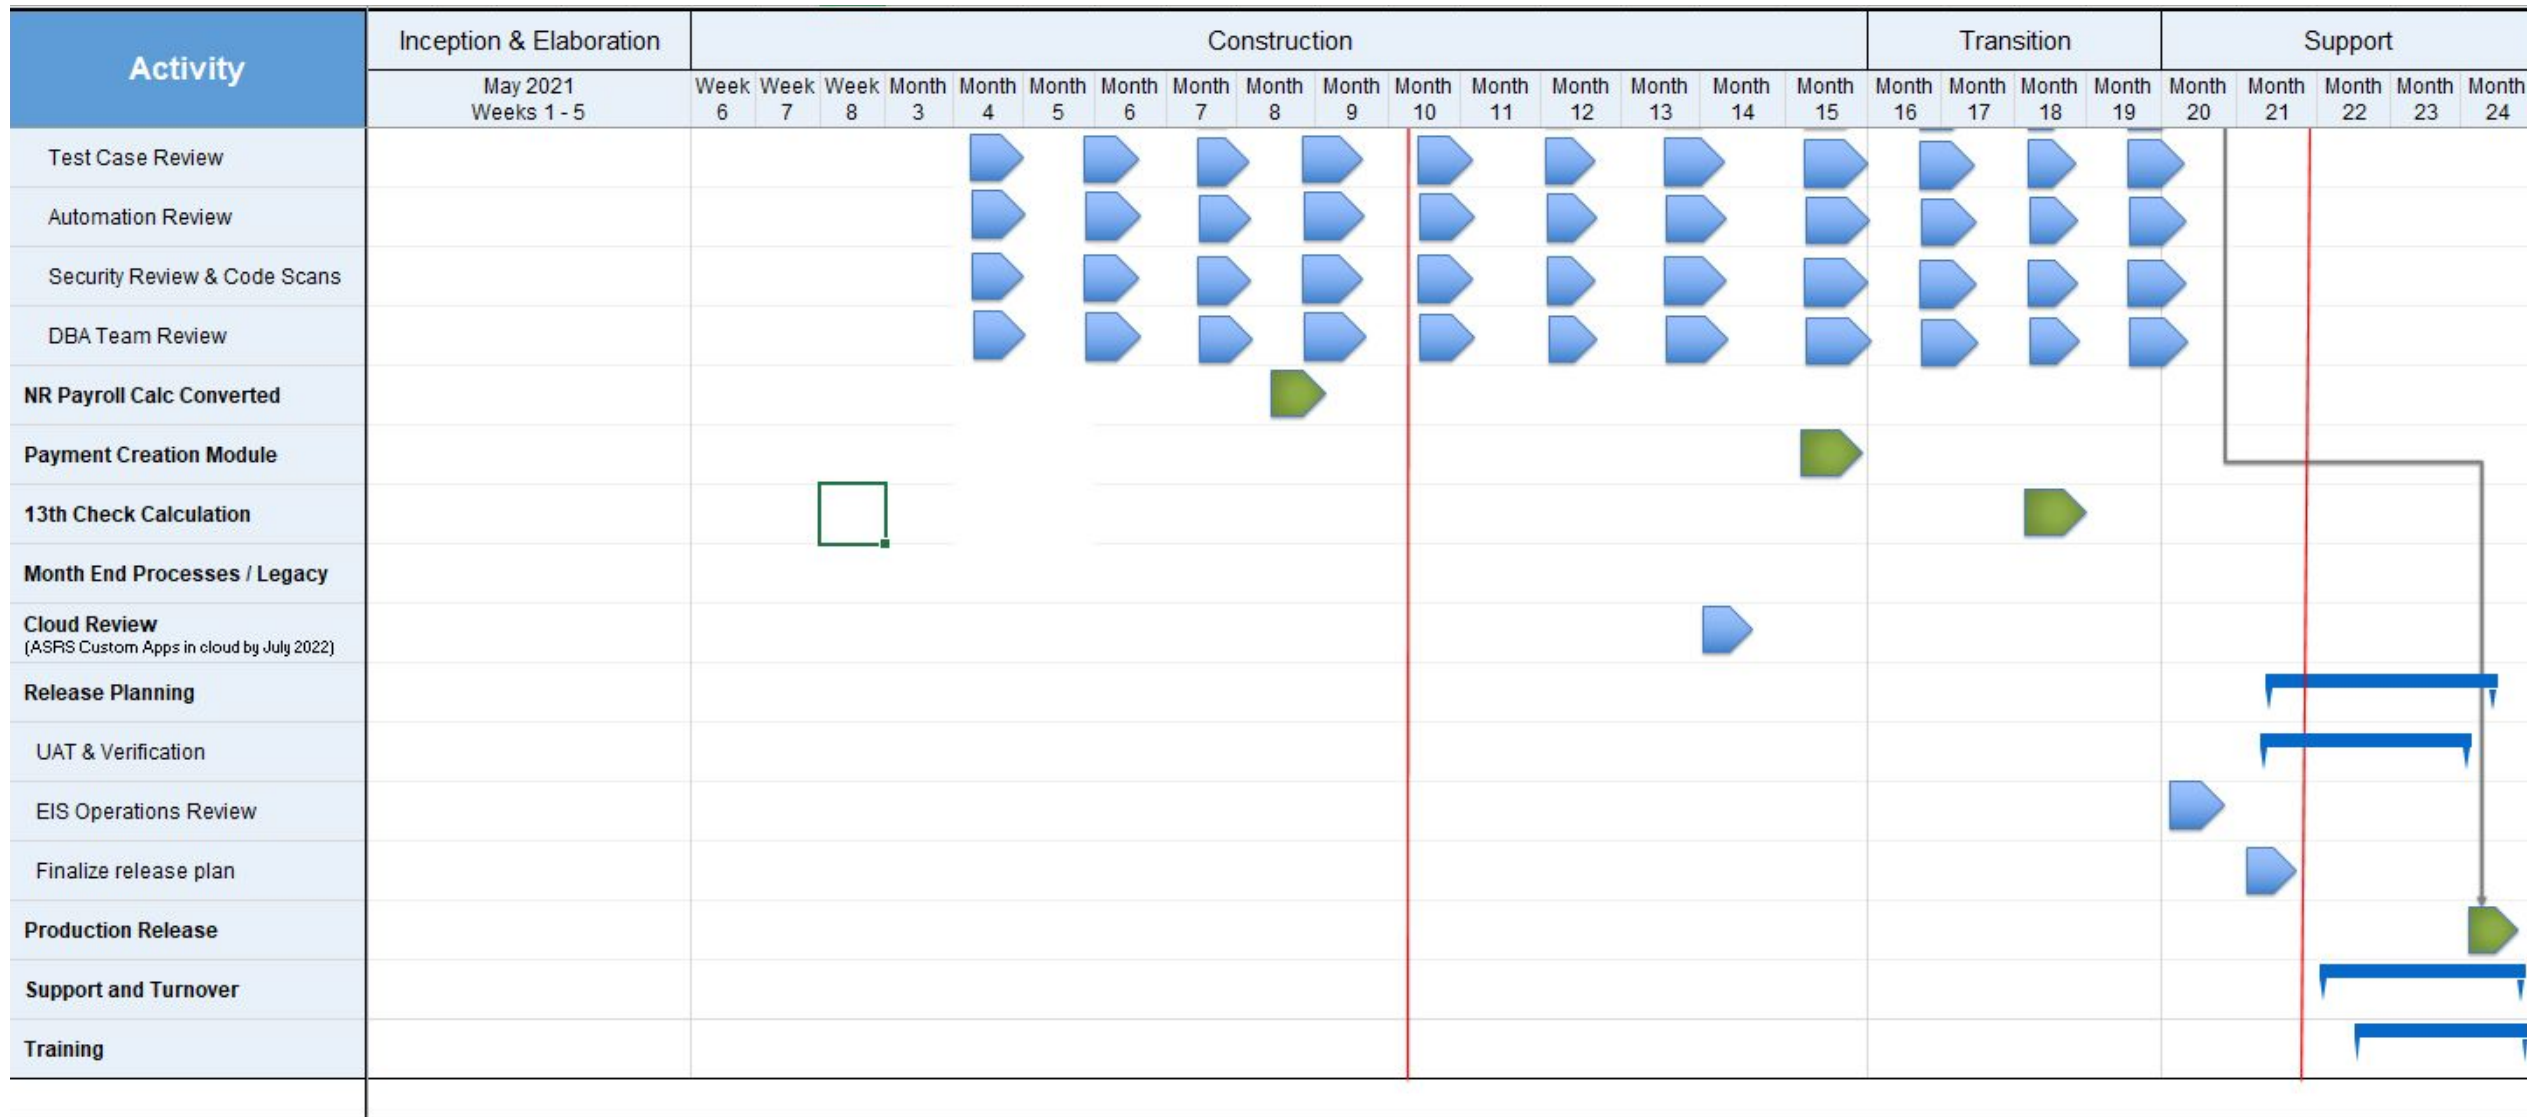 Activity
Inception & Elaboration
Construction
Transition
Support
May 2021
Weeks 1 - 5
Week 6
Week 7
Week 8
Month 3
Month 4
Month 5
Month 6
Month 7
Month 8
Month 9
Month 10
Month 11
Month 12
Month 13
Month 14
Month 15
Month 16
Month 17
Month 18
Month 19
Month 20
Month 21
Month 22
Month 23
Month 24
Test Case Review
Automation Review
Security Review & Code Scans
DBA Team Review
NR Payroll Calc Converted
Payment Creation Module
13th Check Calculation
Month End Processes / Legacy
Cloud Review
(ASRS Custom Apps in cloud by July 2022)
Release Planning
UAT & Verification
EIS Operations Review
Finalize release plan
Production Release
Support and Turnover
Training